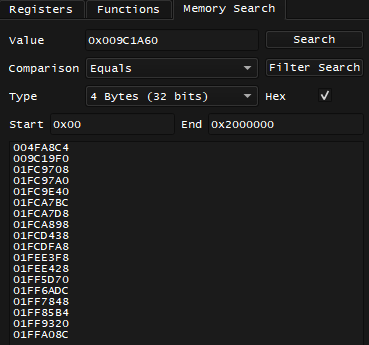 Registers Functions Memory Search
Value 0x009C1A60 Search
Comparison Equals Filter Search
Type 4 Bytes (32 bits) Hex
Start 0x00 End 0x2000000
004FA8C4
009C19F0
01FC9708
01FC97A0
01FC9E40
01FCA7BC
01FCA7D8
01FCA898
01FCD438
01FCDFA8
01FEE3F8
01FEE428
01FF5D70
01FF6ADC
01FF7848
01FF85B4
01FF9320
01FFA08C